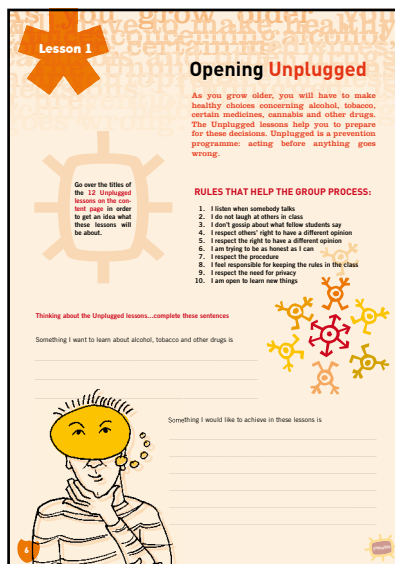 Lesson 1
Opening Unplugged
As you grow older, you will have to make
healthy choices concerning alcohol, tobacco,
certain medicines, cannabis and other drugs.
The Unplugged lessons help you to prepare
for these decisions. Unplugged is a prevention
programme: acting before anything goes
wrong.
Go over the titles of
the 12 Unplugged
lessons on the con-
tent page in order
to get an idea what
these lessons will
be about.
RULES THAT HELP THE GROUP PROCESS:
1. I listen when somebody talks
2. I do not laugh at others in class
3. I don't gossip about what fellow students say
4. I respect others' right to have a different opinion
5. I respect the right to have a different opinion
6. I am trying to be as honest as I can
7. I respect the procedure
8. I feel responsible for keeping the rules in the class
9. I respect the need for privacy
10. I am open to learn new things
Thinking about the Unplugged lessons...complete these sentences
Something I want to learn about alcohol, tobacco and other drugs is
Something I would like to achieve in these lessons is
6